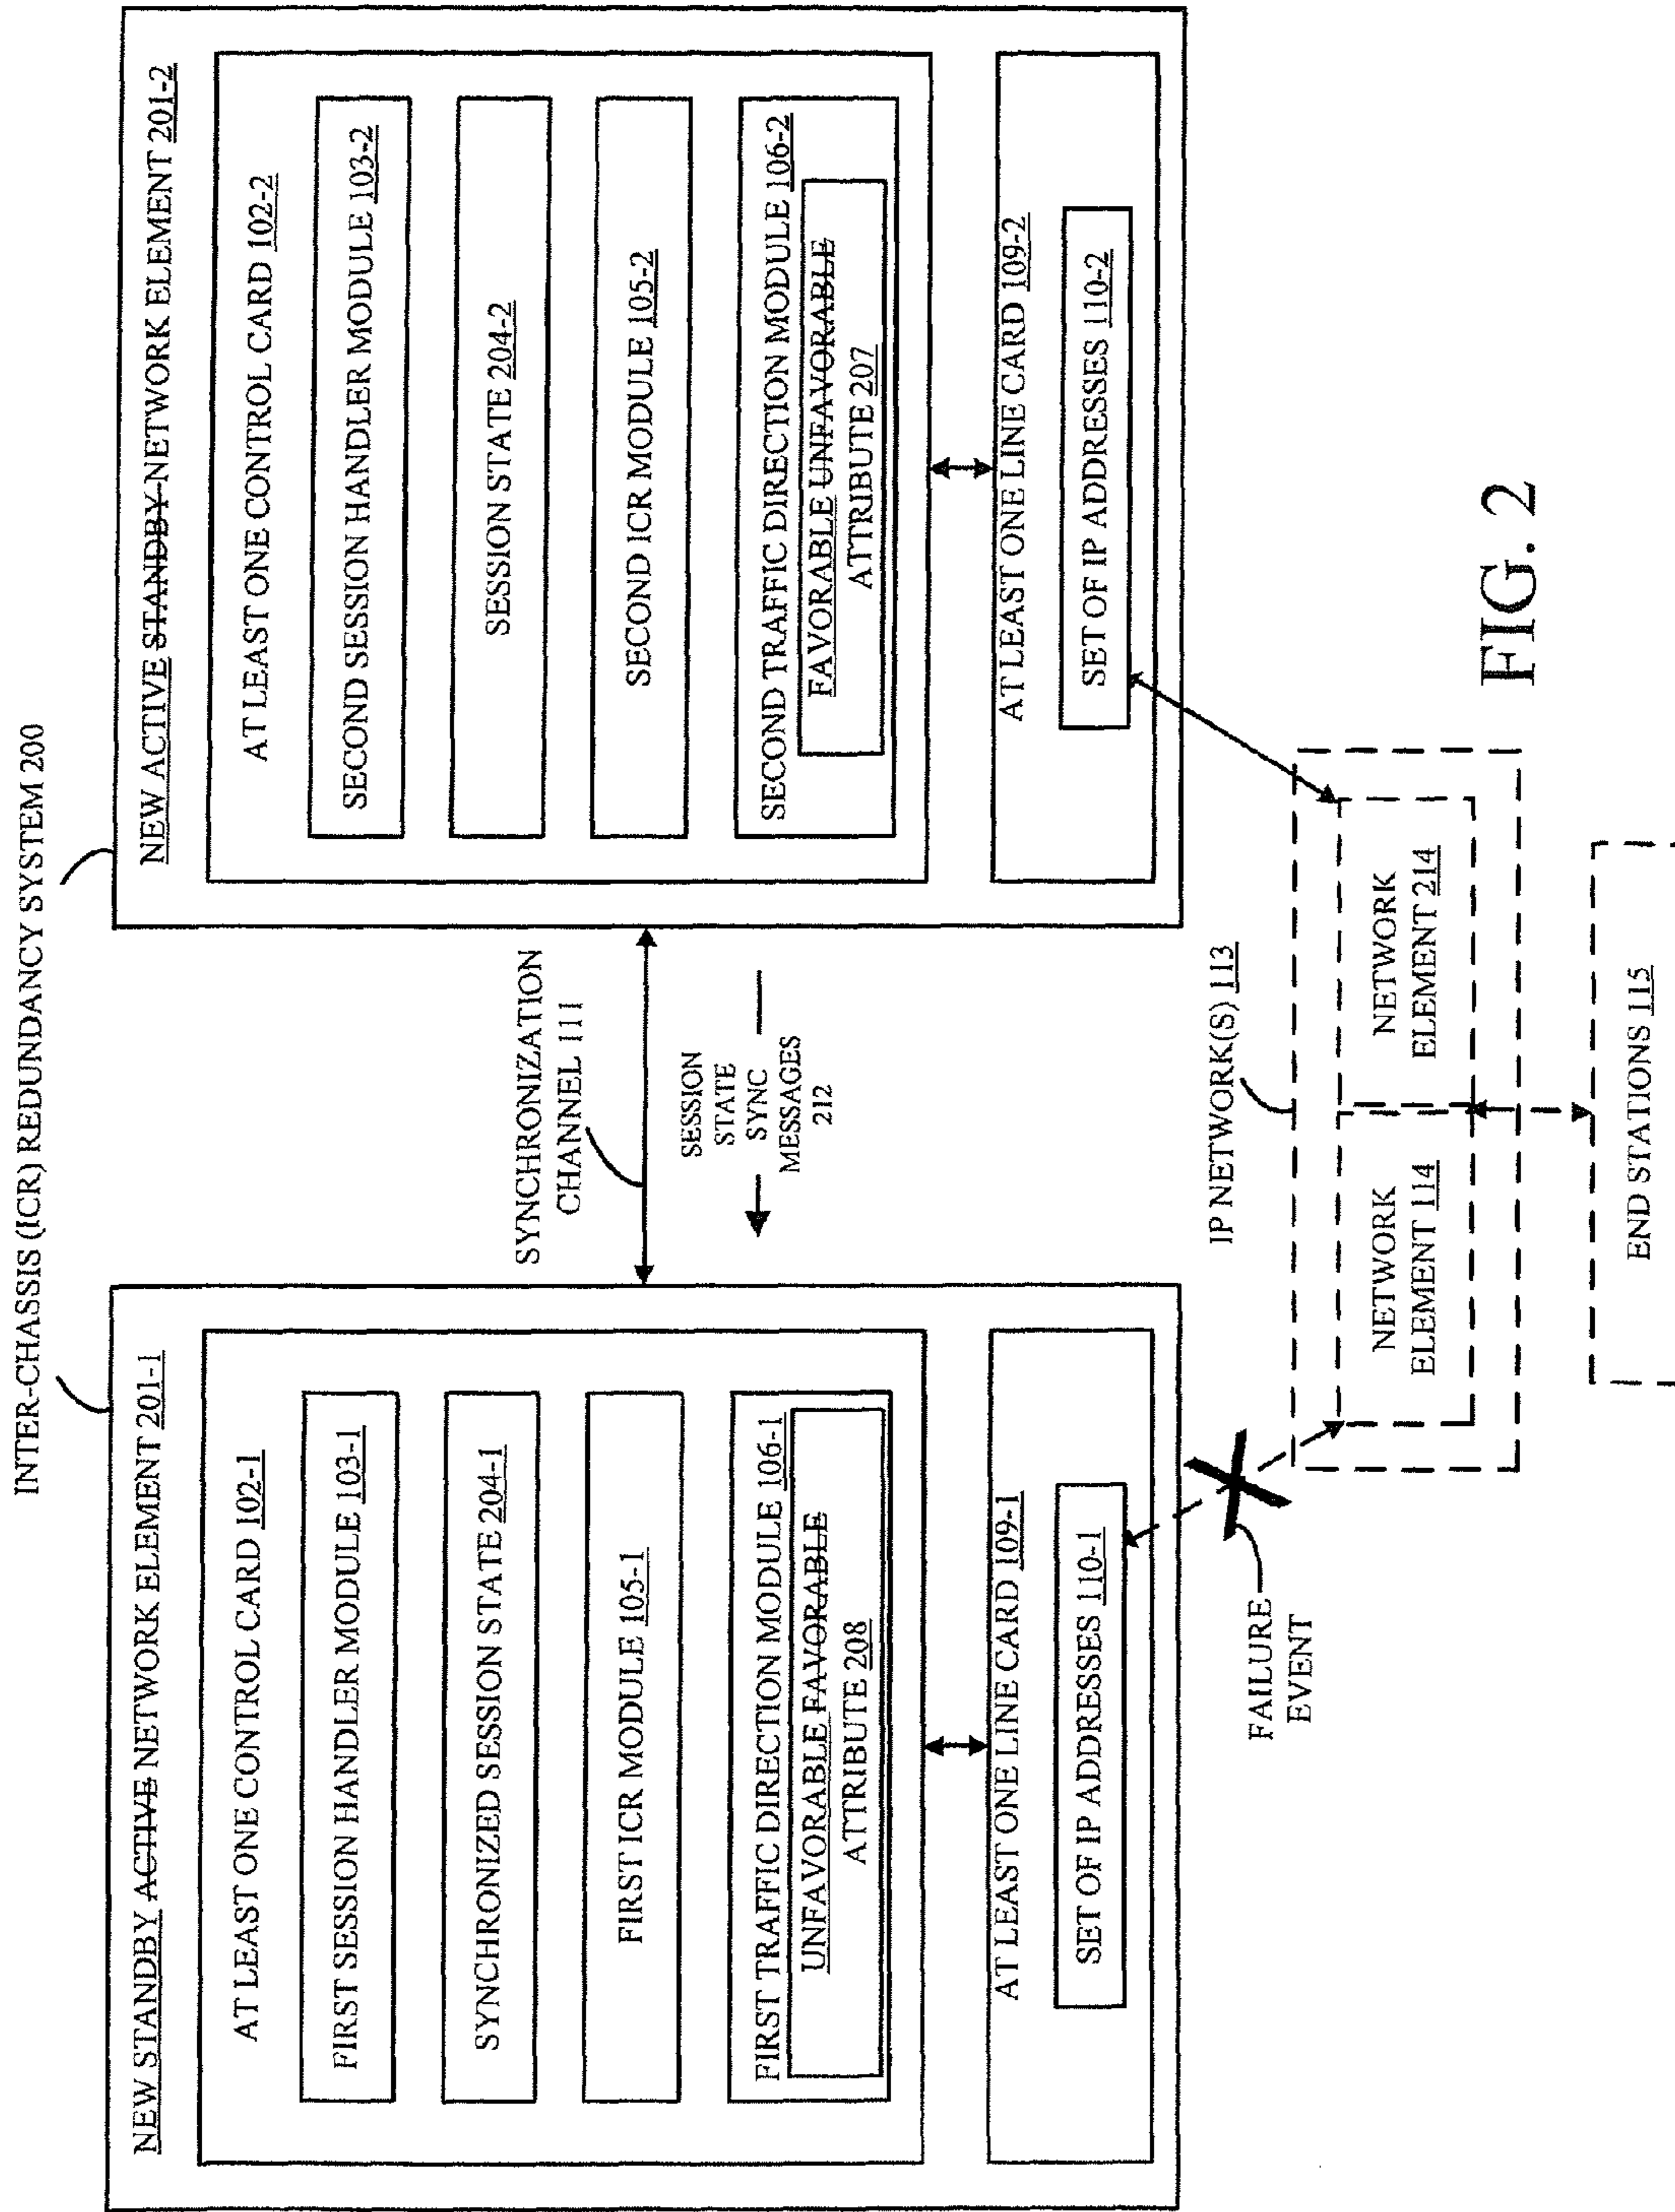 INTER-CHASSIS (ICR) REDUNDANCY SYSTEM 200
NEW STANDBY ACTIVE NETWORK ELEMENT 201-1
AT LEAST ONE CONTROL CARD 102-1
FIRST SESSION HANDLER MODULE 103-1
SYNCHRONIZED SESSION STATE 204-1
FIRST ICR MODULE 105-1
FIRST TRAFFIC DIRECTION MODULE 106-1
UNFAVORABLE FAVORABLE
ATTRIBUTE 208
AT LEAST ONE LINE CARD 109-1
SET OF IP ADDRESSES 110-1
FAILURE
EVENT
SYNCHRONIZATION
CHANNEL 111
SESSION
STATE
SYNC
MESSAGES
212
NEW ACTIVE STANDBY NETWORK ELEMENT 201-2
AT LEAST ONE CONTROL CARD 102-2
SECOND SESSION HANDLER MODULE 103-2
SESSION STATE 204-2
SECOND ICR MODULE 105-2
SECOND TRAFFIC DIRECTION MODULE 106-2
FAVORABLE UNFAVORABLE
ATTRIBUTE 207
AT LEAST ONE LINE CARD 109-2
SET OF IP ADDRESSES 110-2
IP NETWORK(S) 113
NETWORK
ELEMENT 114
NETWORK
ELEMENT 214
END STATIONS 115
FIG. 2